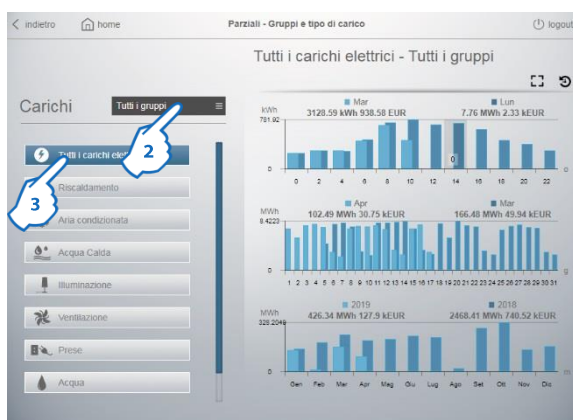 indietro
home
Parziali - Gruppi e tipo di carico
logout
Tutti i carichi elettrici - Tutti i gruppi
Carichi
Tutti i gruppi
Tutti i carichi
Riscaldamento
Aria condizionata
Acqua Calda
Illuminazione
Ventilazione
Prese
Acqua
2
3
kWh
781.92
Mar
3128.59 kWh 938.58 EUR
Lun
7.76 MWh 2.33 kEUR
0
0
0 2 4 6 8 10 12 14 16 18 20 22
o
MWh
8.4223
Apr
102.49 MWh 30.75 kEUR
Mar
166.48 MWh 49.94 kEUR
0
1 2 3 4 5 6 7 8 9 10 11 12 13 14 15 16 17 18 19 20 21 22 23 24 25 26 27 28 29 30 31
g
MWh
328.2049
2019
426.34 MWh 127.9 kEUR
2018
2468.41 MWh 740.52 kEUR
0
Gen Feb Mar Apr Mag Giu Lug Ago Set Ott Nov Dic
m